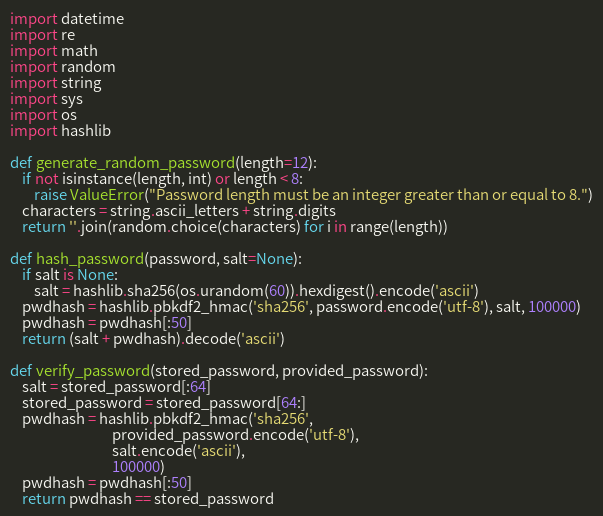 import datetime
import re
import math
import random
import string
import sys
import os
import hashlib

def generate_random_password(length=12):
    if not isinstance(length, int) or length < 8:
        raise ValueError("Password length must be an integer greater than or equal to 8.")
    characters = string.ascii_letters + string.digits
    return ''.join(random.choice(characters) for i in range(length))

def hash_password(password, salt=None):
    if salt is None:
        salt = hashlib.sha256(os.urandom(60)).hexdigest().encode('ascii')
    pwdhash = hashlib.pbkdf2_hmac('sha256', password.encode('utf-8'), salt, 100000)
    pwdhash = pwdhash[:50]
    return (salt + pwdhash).decode('ascii')

def verify_password(stored_password, provided_password):
    salt = stored_password[:64]
    stored_password = stored_password[64:]
    pwdhash = hashlib.pbkdf2_hmac('sha256',
                                  provided_password.encode('utf-8'),
                                  salt.encode('ascii'),
                                  100000)
    pwdhash = pwdhash[:50]
    return pwdhash == stored_password